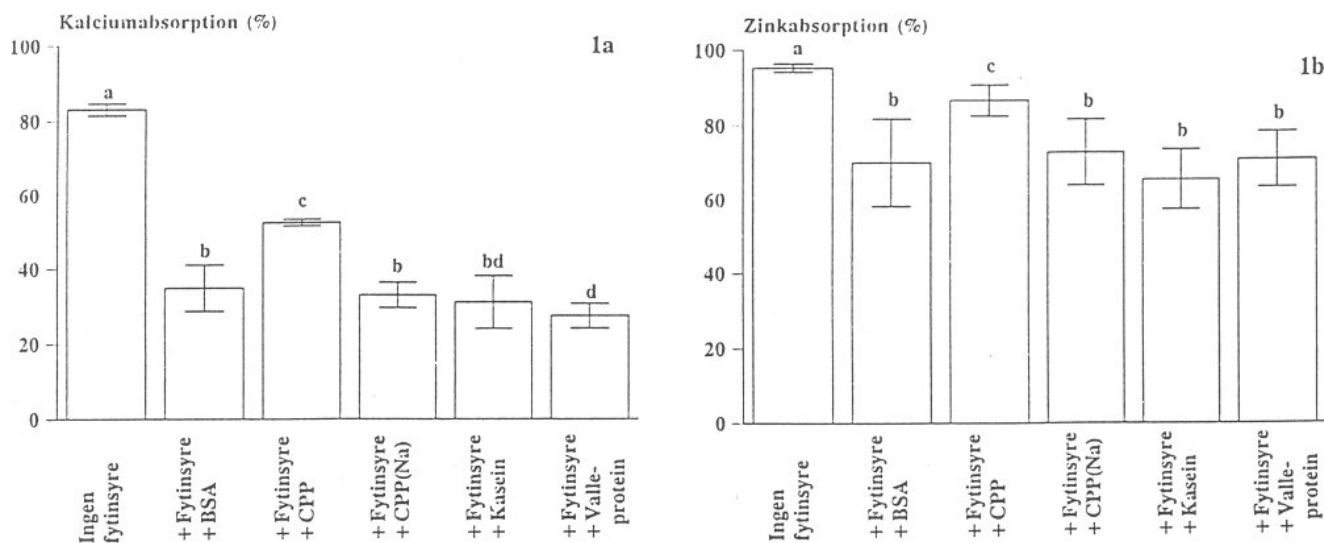 Kalciumabsorption (%)
1a
100
80
60
40
20
0
a
b
c
b
bd
d
Ingen
fytinsyre
+ Fytinsyre
+ BSA
+ Fytinsyre
+ CPP
+ Fytinsyre
+ CPP(Na)
+ Fytinsyre
+ Kasein
+ Fytinsyre
+ Valle-
protein
Zinkabsorption (%)
1b
100
80
60
40
20
0
a
b
c
b
b
b
Ingen
fytinsyre
+ Fytinsyre
+ BSA
+ Fytinsyre
+ CPP
+ Fytinsyre
+ CPP(Na)
+ Fytinsyre
+ Kasein
+ Fytinsyre
+ Valle-
protein